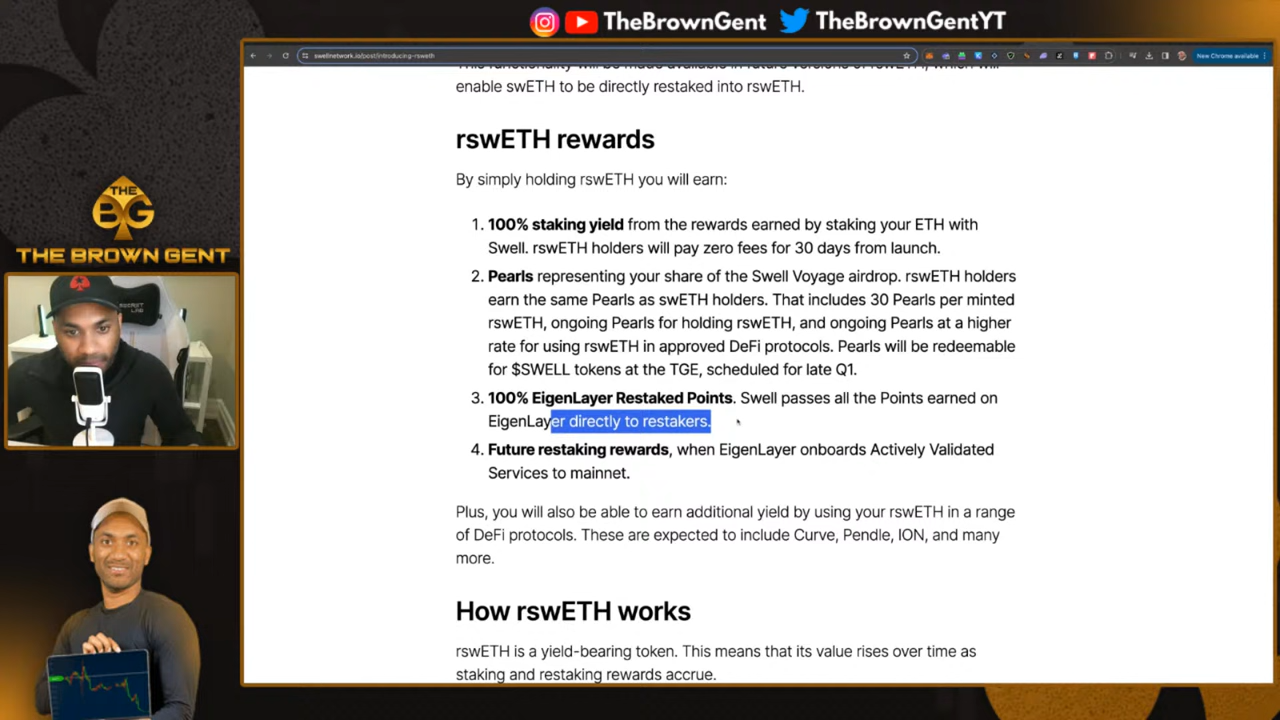 TheBrownGent TheBrownGentYT
swellnetwork.io/post/introducing-rsweth
New Chrome available
enable swETH to be directly restaked into rswETH.
rswETH rewards
By simply holding rswETH you will earn:
1. 100% staking yield from the rewards earned by staking your ETH with
Swell. rswETH holders will pay zero fees for 30 days from launch.
2. Pearls representing your share of the Swell Voyage airdrop. rswETH holders
earn the same Pearls as swETH holders. That includes 30 Pearls per minted
rswETH, ongoing Pearls for holding rswETH, and ongoing Pearls at a higher
rate for using rswETH in approved DeFi protocols. Pearls will be redeemable
for $SWELL tokens at the TGE, scheduled for late Q1.
3. 100% EigenLayer Restaked Points. Swell passes all the Points earned on
EigenLayer directly to restakers.
4. Future restaking rewards, when EigenLayer onboards Actively Validated
Services to mainnet.
Plus, you will also be able to earn additional yield by using your rswETH in a range
of DeFi protocols. These are expected to include Curve, Pendle, ION, and many
more.
How rswETH works
rswETH is a yield-bearing token. This means that its value rises over time as
staking and restaking rewards accrue.
THE
BG
THE BROWN GENT
SECRET
LAB